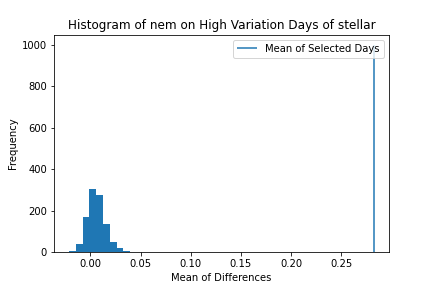 Histogram of nem on High Variation Days of stellar
Mean of Selected Days
Frequency
1000
800
600
400
200
0
0.00 0.05 0.10 0.15 0.20 0.25
Mean of Differences